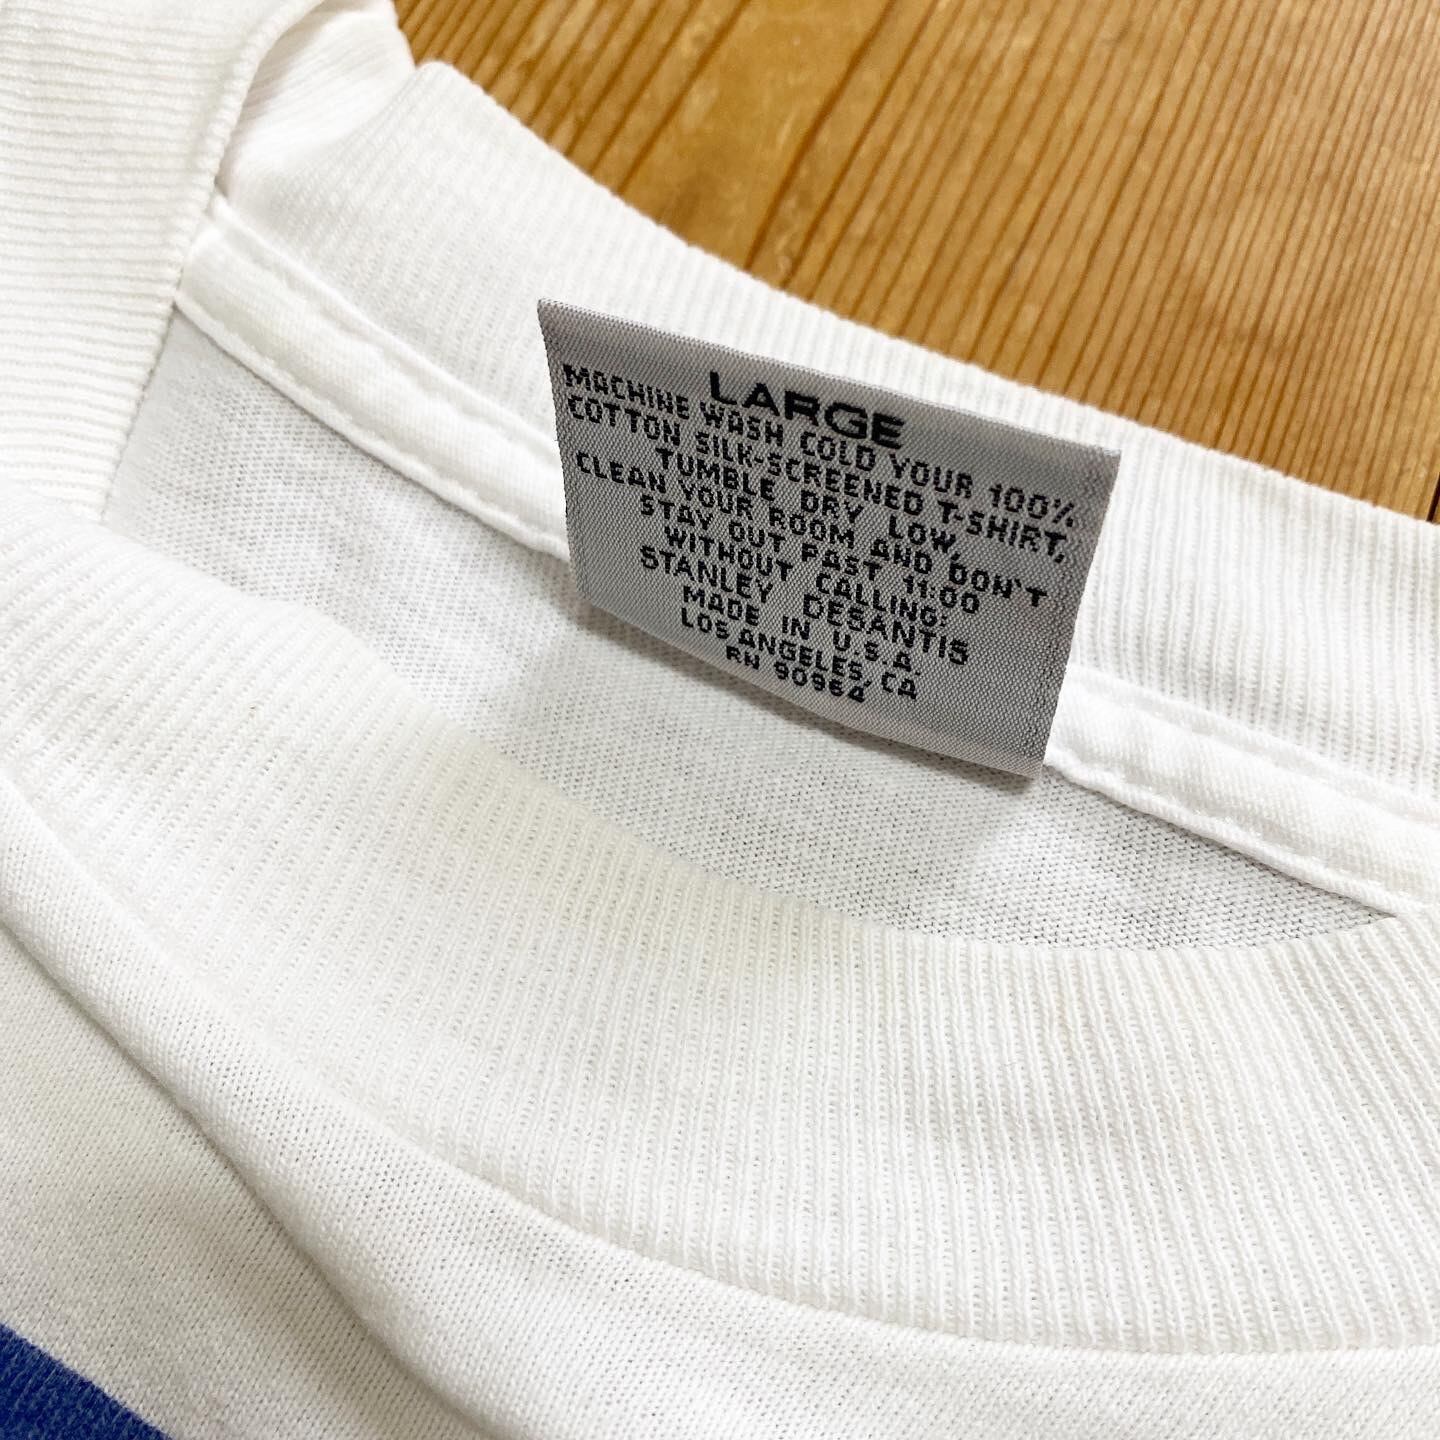 LARGE
MACHINE WASH COLD YOUR 100%
COTTON SILK-SCREENED T-SHIRT,
TUMBLE DRY LOW,
CLEAN YOUR ROOM AND DON'T
STAY OUT PAST 11:00
WITHOUT CALLING:
STANLEY DESANTIS
MADE IN U.S.A.
LOS ANGELES, CA
RN 90964